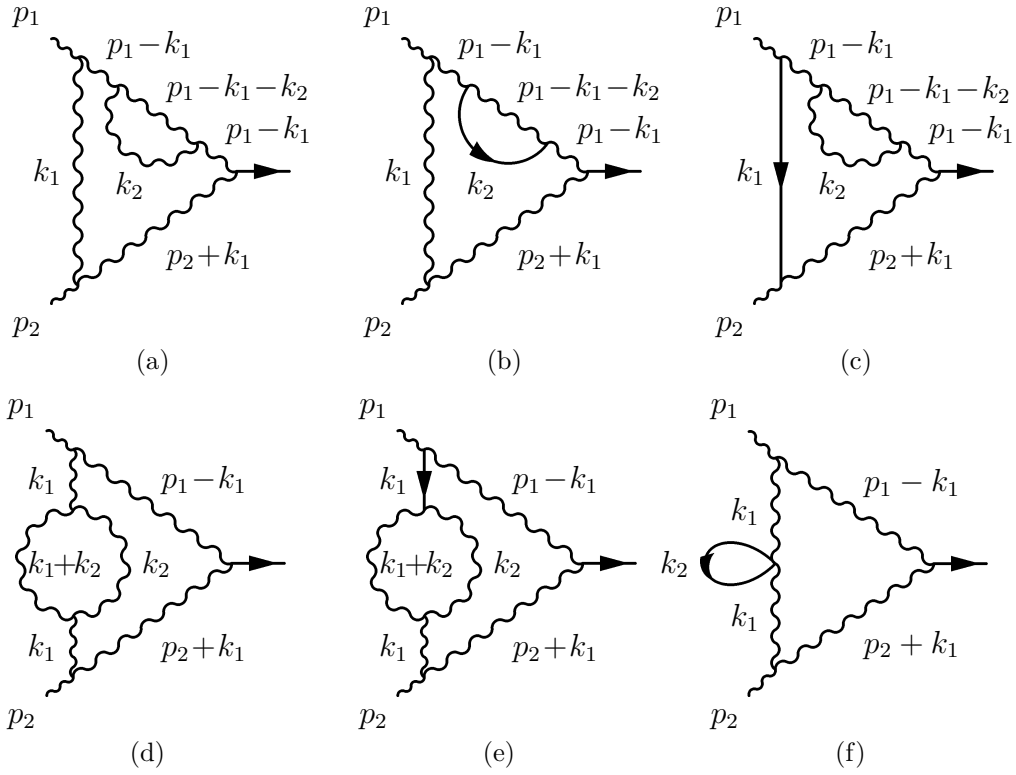 p₁ p₁ p₁
p₁−k₁ p₁−k₁ p₁−k₁
p₁−k₁−k₂ p₁−k₁−k₂ p₁−k₁−k₂
p₁−k₁ p₁−k₁ p₁−k₁
k₁ k₂ k₁ k₂ k₁ k₂
p₂+k₁ p₂+k₁ p₂+k₁
p₂ p₂ p₂
(a) (b) (c)
p₁ p₁ p₁
k₁ p₁−k₁ k₁ p₁−k₁ k₁ p₁ − k₁
k₁+k₂ k₂ k₁+k₂ k₂ k₂
k₁ p₂+k₁ k₁ p₂+k₁ k₁ p₂ + k₁
p₂ p₂ p₂
(d) (e) (f)